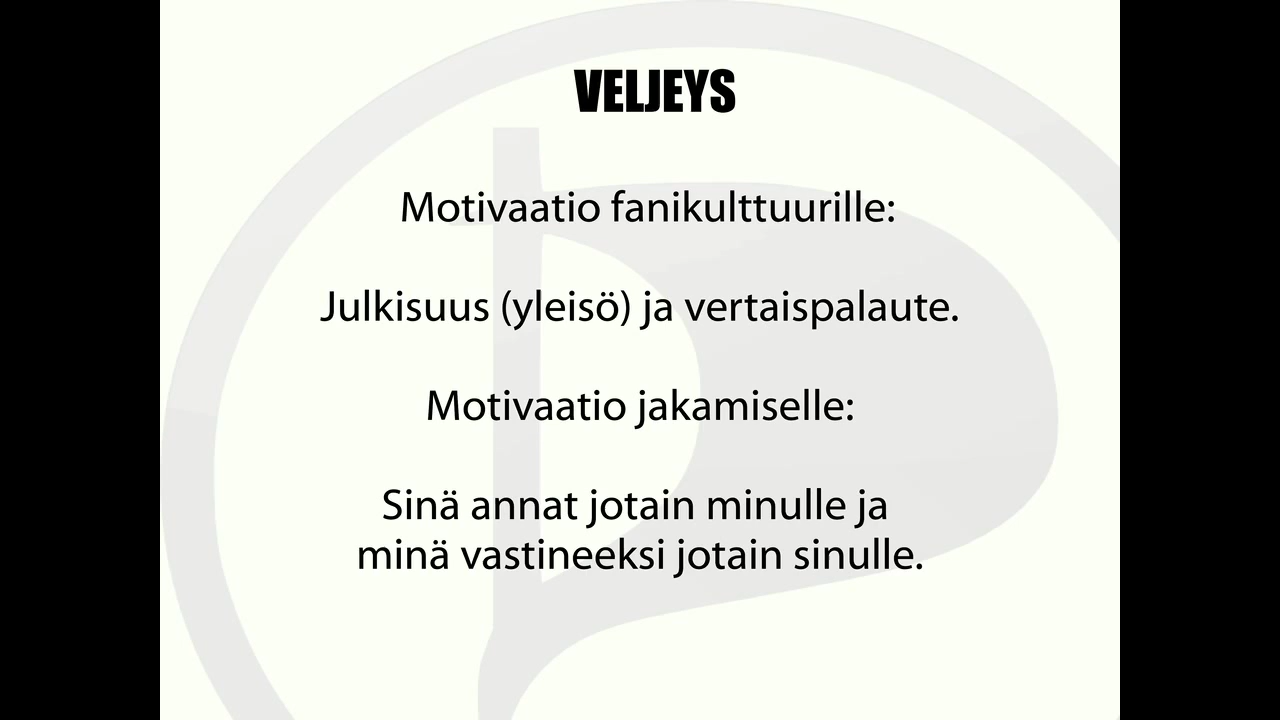 VELJEYS
Motivaatio fanikulttuurille:
Julkisuus (yleisö) ja vertaispalaute.
Motivaatio jakamiselle:
Sinä annat jotain minulle ja
minä vastineeksi jotain sinulle.